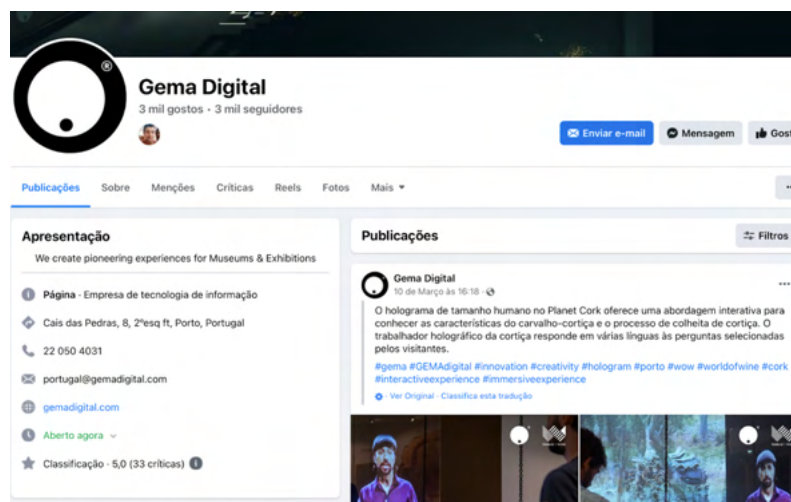 ®
Gema Digital
3 mil gostos • 3 mil seguidores
Enviar e-mail
Mensagem
Publicações
Sobre
Menções
Críticas
Reels
Fotos
Mais
Apresentação
We create pioneering experiences for Museums & Exhibitions
Página · Empresa de tecnologia de informação
Cais das Pedras, 8, 2ºesq ft, Porto, Portugal
22 050 4031
portugal@gemadigital.com
gemadigital.com
Aberto agora
Classificação · 5,0 (33 críticas)
Publicações
Filtros
Gema Digital
10 de Março às 16:18 ·
O holograma de tamanho humano no Planet Cork oferece uma abordagem interativa para
conhecer as características do carvalho-cortiça e o processo de colheita de cortiça. O
trabalhador holográfico da cortiça responde em várias línguas às perguntas selecionadas
pelos visitantes.
#gema #GEMAdigital #innovation #creativity #hologram #porto #wow #worldofwine #cork
#interactiveexperience #immersiveexperience
· Ver Original · Classifica esta tradução